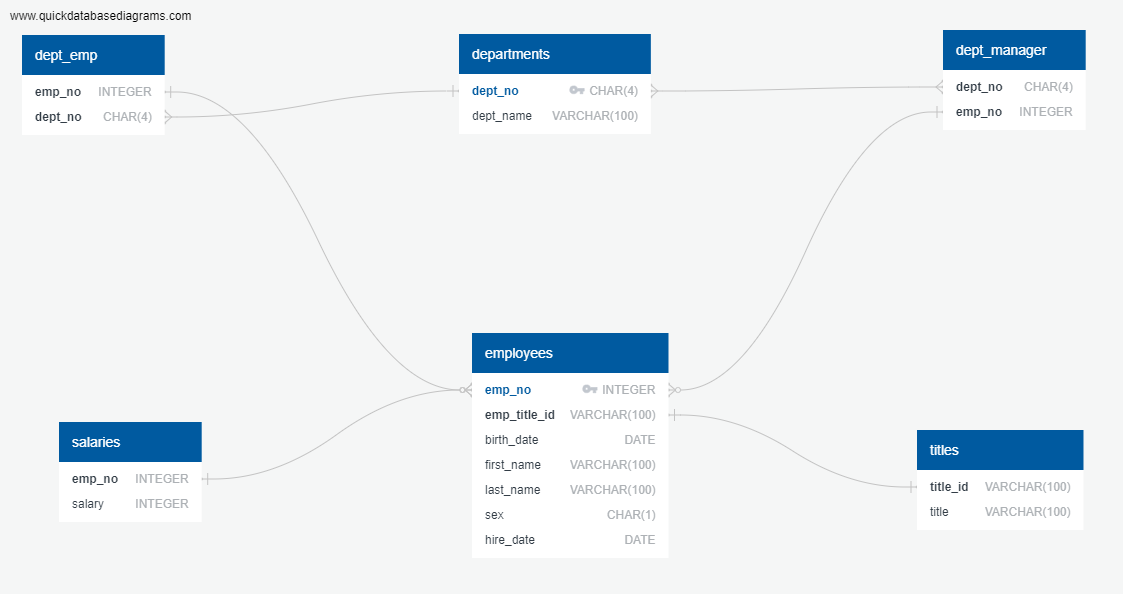 www.quickdatabasediagrams.com
dept_emp
emp_no INTEGER
dept_no CHAR(4)
departments
dept_no CHAR(4)
dept_name VARCHAR(100)
dept_manager
dept_no CHAR(4)
emp_no INTEGER
employees
emp_no INTEGER
emp_title_id VARCHAR(100)
birth_date DATE
first_name VARCHAR(100)
last_name VARCHAR(100)
sex CHAR(1)
hire_date DATE
salaries
emp_no INTEGER
salary INTEGER
titles
title_id VARCHAR(100)
title VARCHAR(100)